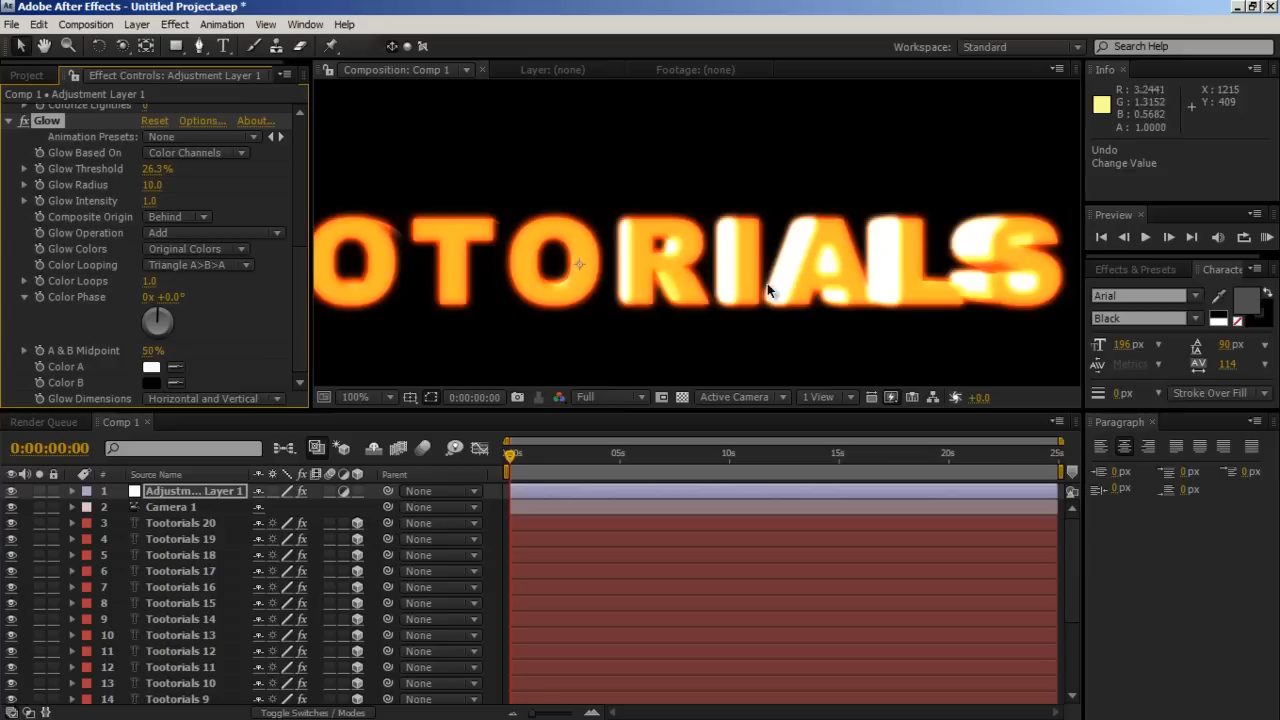 Adobe After Effects - Untitled Project.aep *
File Edit Composition Layer Effect Animation View Window Help
Workspace: Standard Search Help
Project Effect Controls: Adjustment Layer 1
Comp 1 • Adjustment Layer 1
Colorize Lightnes 0
fx Glow Reset Options... About...
Animation Presets: None
Glow Based On Color Channels
Glow Threshold 26.3%
Glow Radius 10.0
Glow Intensity 1.0
Composite Origin Behind
Glow Operation Add
Glow Colors Original Colors
Color Looping Triangle A>B>A
Color Loops 1.0
Color Phase 0x +0.0°
A & B Midpoint 50%
Color A
Color B
Glow Dimensions Horizontal and Vertical
Composition: Comp 1 Layer: (none) Footage: (none)
OTORIALS
100% 0:00:00:00 Full Active Camera 1 View +0.0
Info
R : 3.2441 X : 1215
G : 1.3152 Y : 409
B : 0.5682
A : 1.0000
Undo
Change Value
Preview
Effects & Presets Characte
Arial
Black
196 px 90 px
Metrics 114
0 px Stroke Over Fill
Paragraph
0 px 0 px 0 px
0 px 0 px
Render Queue Comp 1
0:00:00:00
05s 10s 15s 20s 25s
# Source Name Parent
1 Adjustm... Layer 1 None
2 Camera 1 None
3 Tootorials 20 None
4 Tootorials 19 None
5 Tootorials 18 None
6 Tootorials 17 None
7 Tootorials 16 None
8 Tootorials 15 None
9 Tootorials 14 None
10 Tootorials 13 None
11 Tootorials 12 None
12 Tootorials 11 None
13 Tootorials 10 None
14 Tootorials 9 None
Toggle Switches / Modes